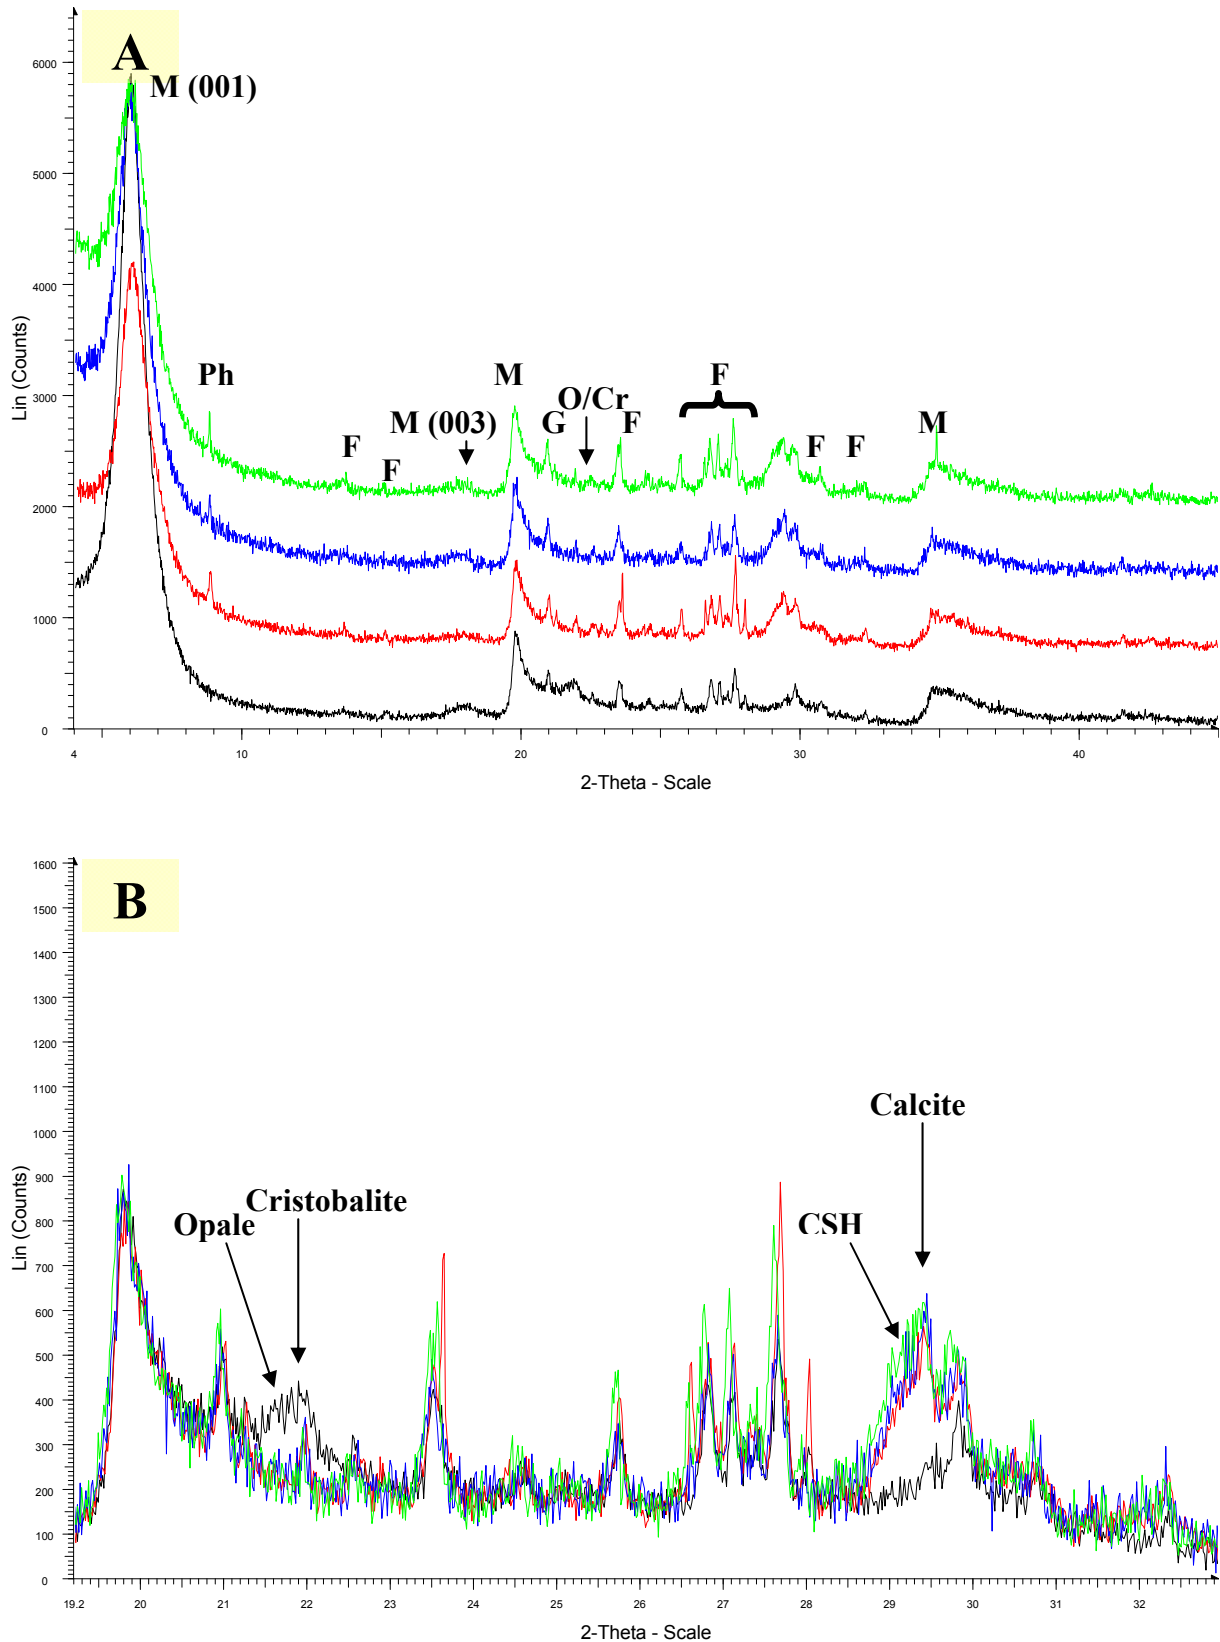 A
M (001)
6000
5000
4000
3000
2000
1000
0
Lin (Counts)
Ph
F
F
M (003)
M
G
O/Cr
F
F
F
F
M
4
10
20
30
40
2-Theta - Scale
B
1600
1500
1400
1300
1200
1100
1000
900
800
700
600
500
400
300
200
100
0
Lin (Counts)
Opale
Cristobalite
CSH
Calcite
19.2
20
21
22
23
24
25
26
27
28
29
30
31
32
2-Theta - Scale